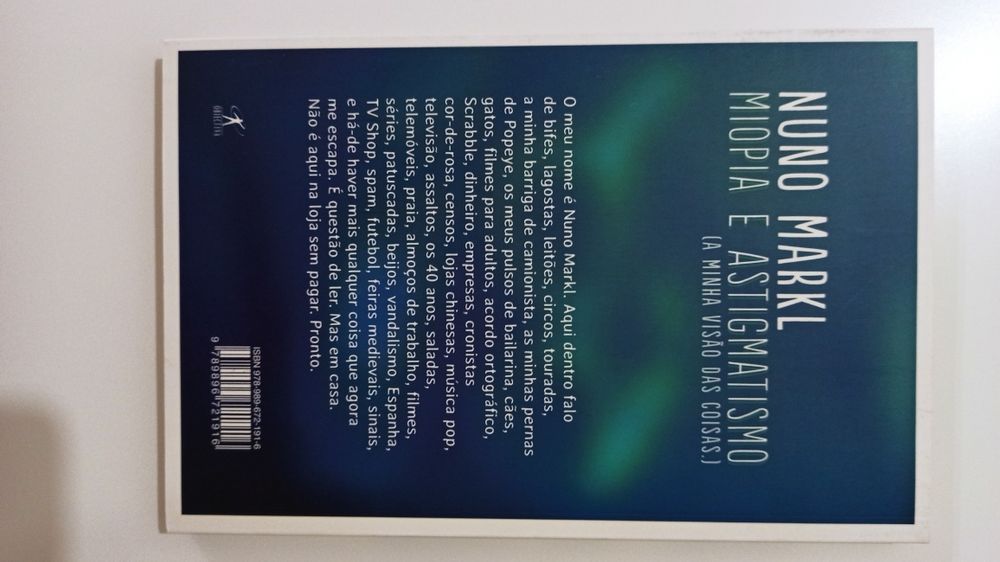 NUNO MARKL
MIOPIA E ASTIGMATISMO
(A MINHA VISÃO DAS COISAS.)
O meu nome é Nuno Markl. Aqui dentro falo
de bifes, lagostas, leitões, circos, touradas,
a minha barriga de camionista, as minhas pernas
de Popeye, os meus pulsos de bailarina, cães,
gatos, filmes para adultos, acordo ortográfico,
Scrabble, dinheiro, empresas, cronistas
cor-de-rosa, censos, lojas chinesas, música pop,
televisão, assaltos, os 40 anos, saladas,
telemóveis, praia, almoços de trabalho, filmes,
séries, patuscadas, beijos, vandalismo, Espanha,
TV Shop, spam, futebol, feiras medievais, sinais,
e há-de haver mais qualquer coisa que agora
me escapa. É questão de ler. Mas em casa.
Não é aqui na loja sem pagar. Pronto.
OBJECTIVA
ISBN 978-989-672-191-6
9 789896 721916